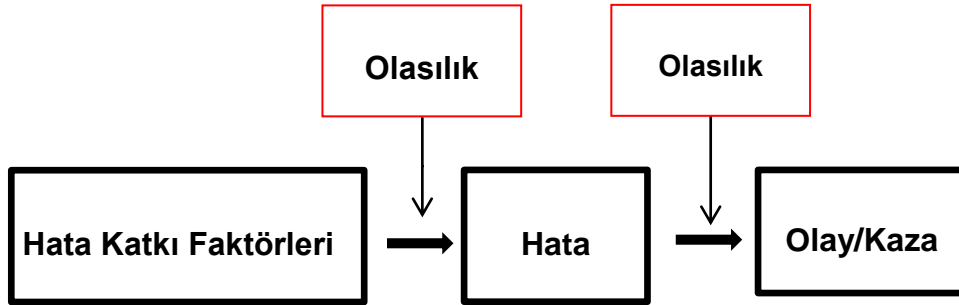 Olasılık
Olasılık
Hata Katkı Faktörleri
Hata
Olay/Kaza